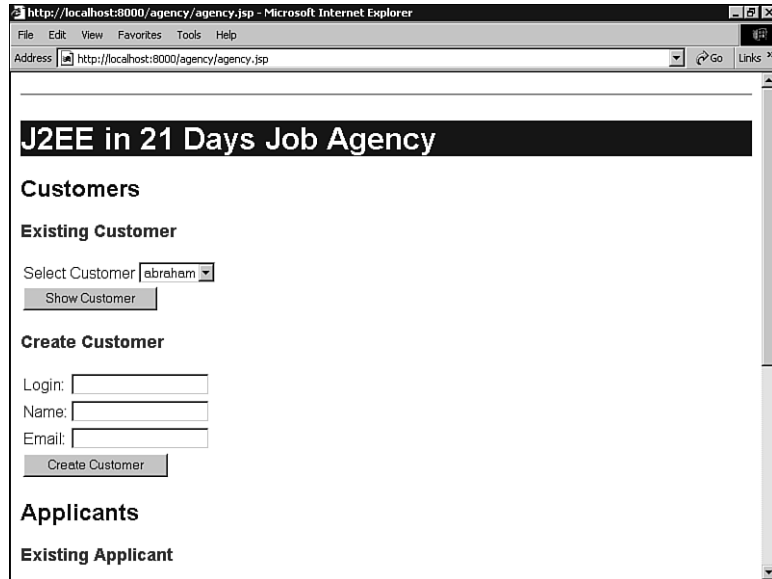 http://localhost:8000/agency/agency.jsp - Microsoft Internet Explorer
File Edit View Favorites Tools Help
Address http://localhost:8000/agency/agency.jsp Go Links »
J2EE in 21 Days Job Agency
Customers
Existing Customer
Select Customer abraham
Show Customer
Create Customer
Login:
Name:
Email:
Create Customer
Applicants
Existing Applicant